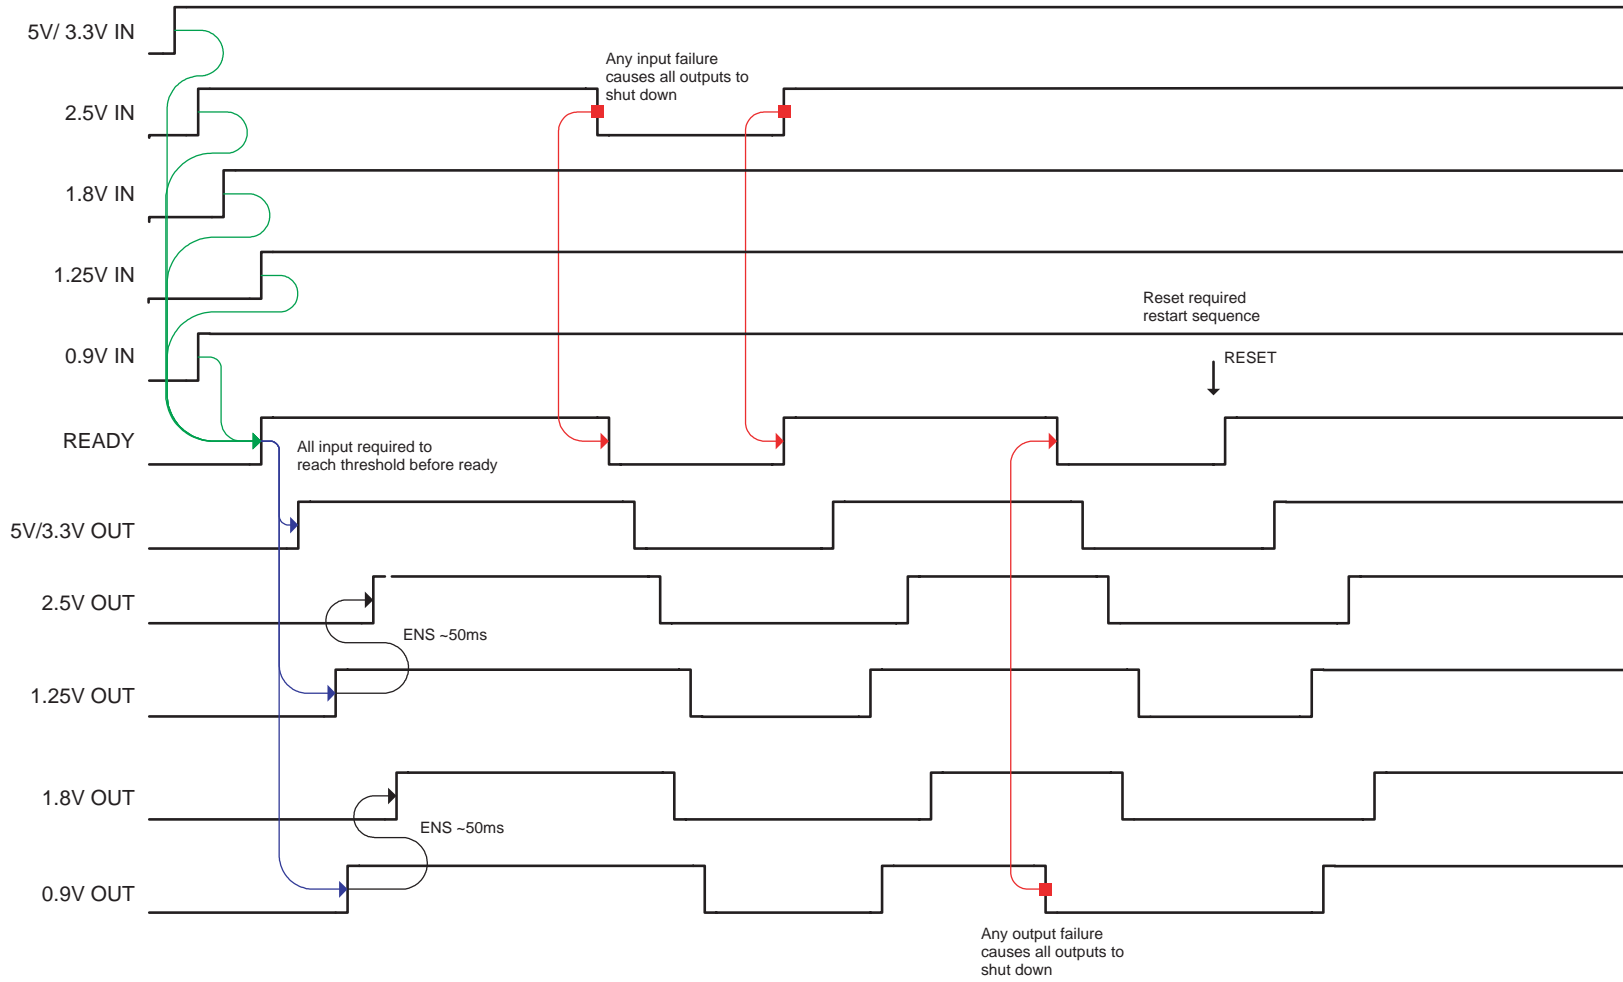 5V/ 3.3V IN
Any input failure
causes all outputs to
shut down
2.5V IN
1.8V IN
1.25V IN
Reset required
restart sequence
0.9V IN
RESET
READY
All input required to
reach threshold before ready
5V/3.3V OUT
2.5V OUT
ENS ~50ms
1.25V OUT
1.8V OUT
ENS ~50ms
0.9V OUT
Any output failure
causes all outputs to
shut down